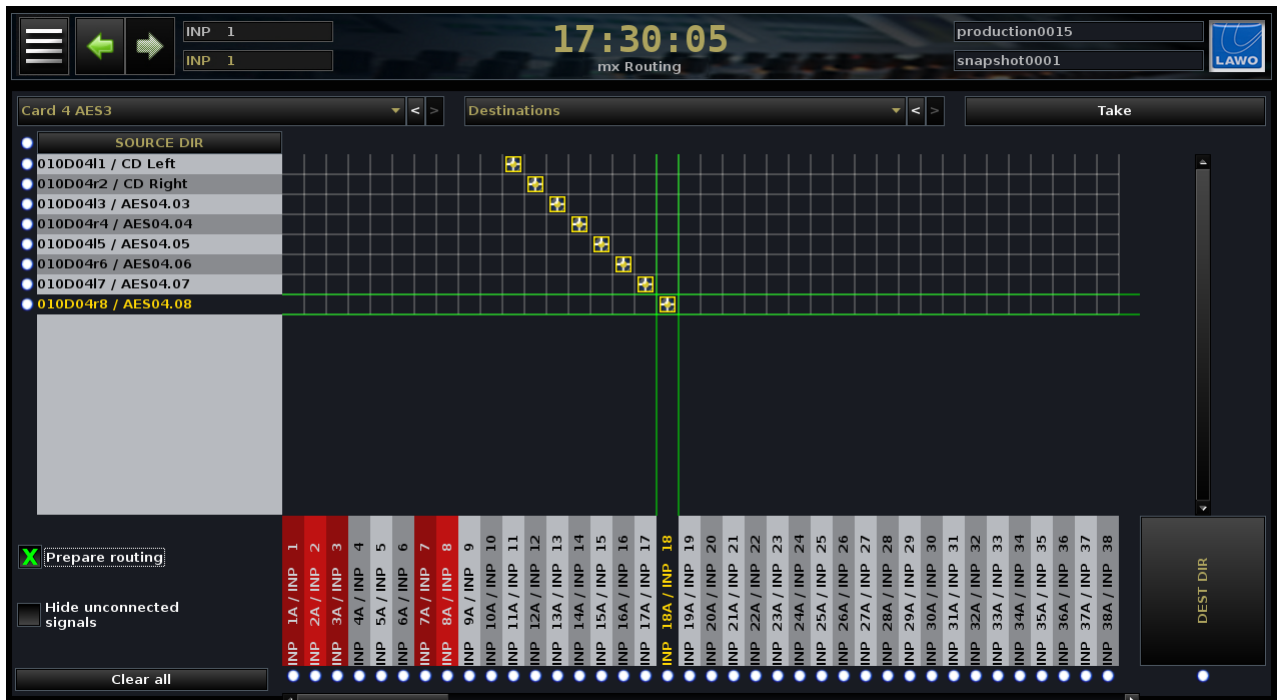 INP 1
INP 1
17:30:05
mx Routing
production0015
snapshot0001
LAWO
Card 4 AES3
<
>
Destinations
<
>
Take
SOURCE DIR
010D04l1 / CD Left
010D04r2 / CD Right
010D04l3 / AES04.03
010D04r4 / AES04.04
010D04l5 / AES04.05
010D04r6 / AES04.06
010D04l7 / AES04.07
010D04r8 / AES04.08
X Prepare routing
Hide unconnected
signals
Clear all
INP 1A / INP 1
INP 2A / INP 2
INP 3A / INP 3
INP 4A / INP 4
INP 5A / INP 5
INP 6A / INP 6
INP 7A / INP 7
INP 8A / INP 8
INP 9A / INP 9
INP 10A / INP 10
INP 11A / INP 11
INP 12A / INP 12
INP 13A / INP 13
INP 14A / INP 14
INP 15A / INP 15
INP 16A / INP 16
INP 17A / INP 17
INP 18A / INP 18
INP 19A / INP 19
INP 20A / INP 20
INP 21A / INP 21
INP 22A / INP 22
INP 23A / INP 23
INP 24A / INP 24
INP 25A / INP 25
INP 26A / INP 26
INP 27A / INP 27
INP 28A / INP 28
INP 29A / INP 29
INP 30A / INP 30
INP 31A / INP 31
INP 32A / INP 32
INP 33A / INP 33
INP 34A / INP 34
INP 35A / INP 35
INP 36A / INP 36
INP 37A / INP 37
INP 38A / INP 38
DEST DIR